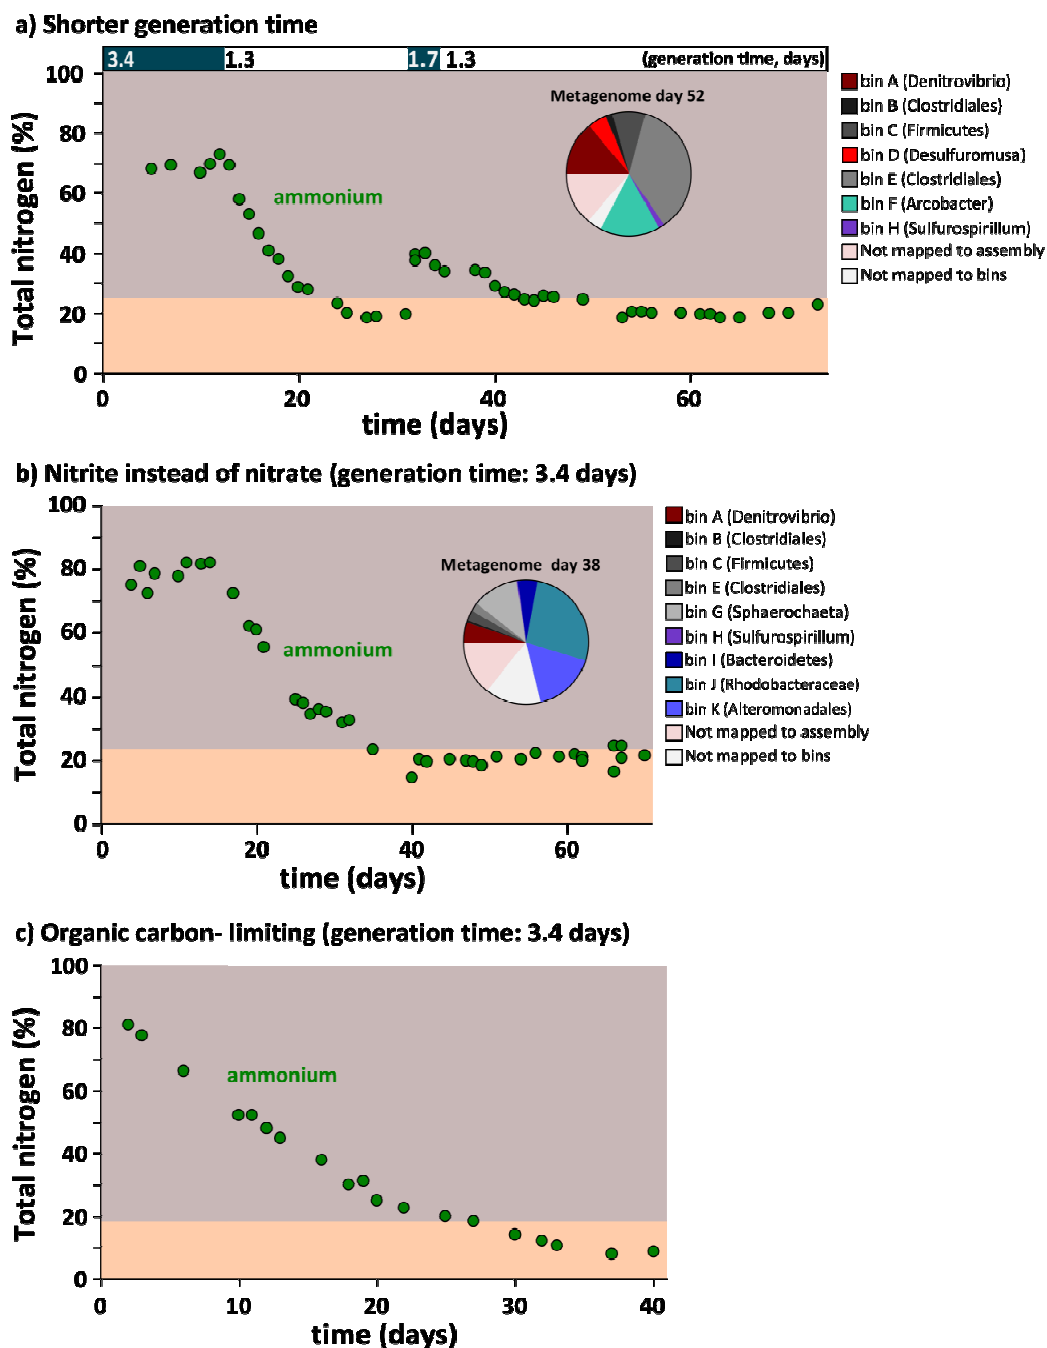 a) Shorter generation time
3.4 1.3 1.7 1.3 (generation time, days)
Total nitrogen (%)
100
80
60
40
20
0
ammonium
Metagenome day 52
bin A (Denitrovibrio)
bin B (Clostridiales)
bin C (Firmicutes)
bin D (Desulfuromusa)
bin E (Clostridiales)
bin F (Arcobacter)
bin H (Sulfurospirillum)
Not mapped to assembly
Not mapped to bins
0 20 40 60
time (days)
b) Nitrite instead of nitrate (generation time: 3.4 days)
Total nitrogen (%)
100
80
60
40
20
0
ammonium
Metagenome day 38
bin A (Denitrovibrio)
bin B (Clostridiales)
bin C (Firmicutes)
bin E (Clostridiales)
bin G (Sphaerochaeta)
bin H (Sulfurospirillum)
bin I (Bacteroidetes)
bin J (Rhodobacteraceae)
bin K (Alteromonadales)
Not mapped to assembly
Not mapped to bins
0 20 40 60
time (days)
c) Organic carbon- limiting (generation time: 3.4 days)
Total nitrogen (%)
100
80
60
40
20
0
ammonium
0 10 20 30 40
time (days)